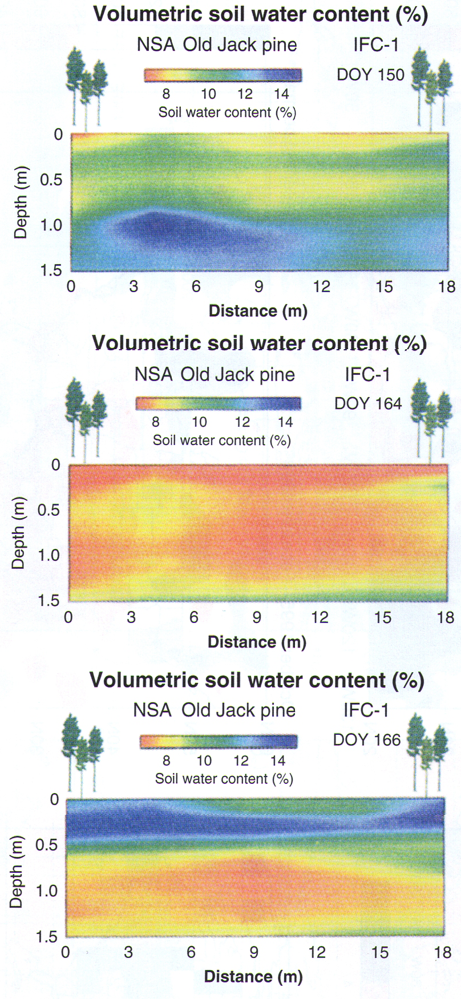 Volumetric soil water content (%)
NSA Old Jack pine IFC-1
DOY 150
8 10 12 14
Soil water content (%)
0
0.5
1.0
1.5
Depth (m)
0 3 6 9 12 15 18
Distance (m)
Volumetric soil water content (%)
NSA Old Jack pine IFC-1
DOY 164
8 10 12 14
Soil water content (%)
0
0.5
1.0
1.5
Depth (m)
0 3 6 9 12 15 18
Distance (m)
Volumetric soil water content (%)
NSA Old Jack pine IFC-1
DOY 166
8 10 12 14
Soil water content (%)
0
0.5
1.0
1.5
Depth (m)
0 3 6 9 12 15 18
Distance (m)